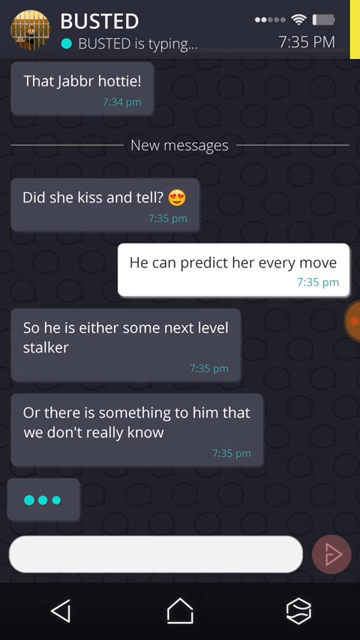 BUSTED
BUSTED is typing...
7:35 PM
That Jabbr hottie!
7:34 pm
New messages
Did she kiss and tell? 😍
7:35 pm
He can predict her every move
7:35 pm
So he is either some next level
stalker
7:35 pm
Or there is something to him that
we don't really know
7:35 pm